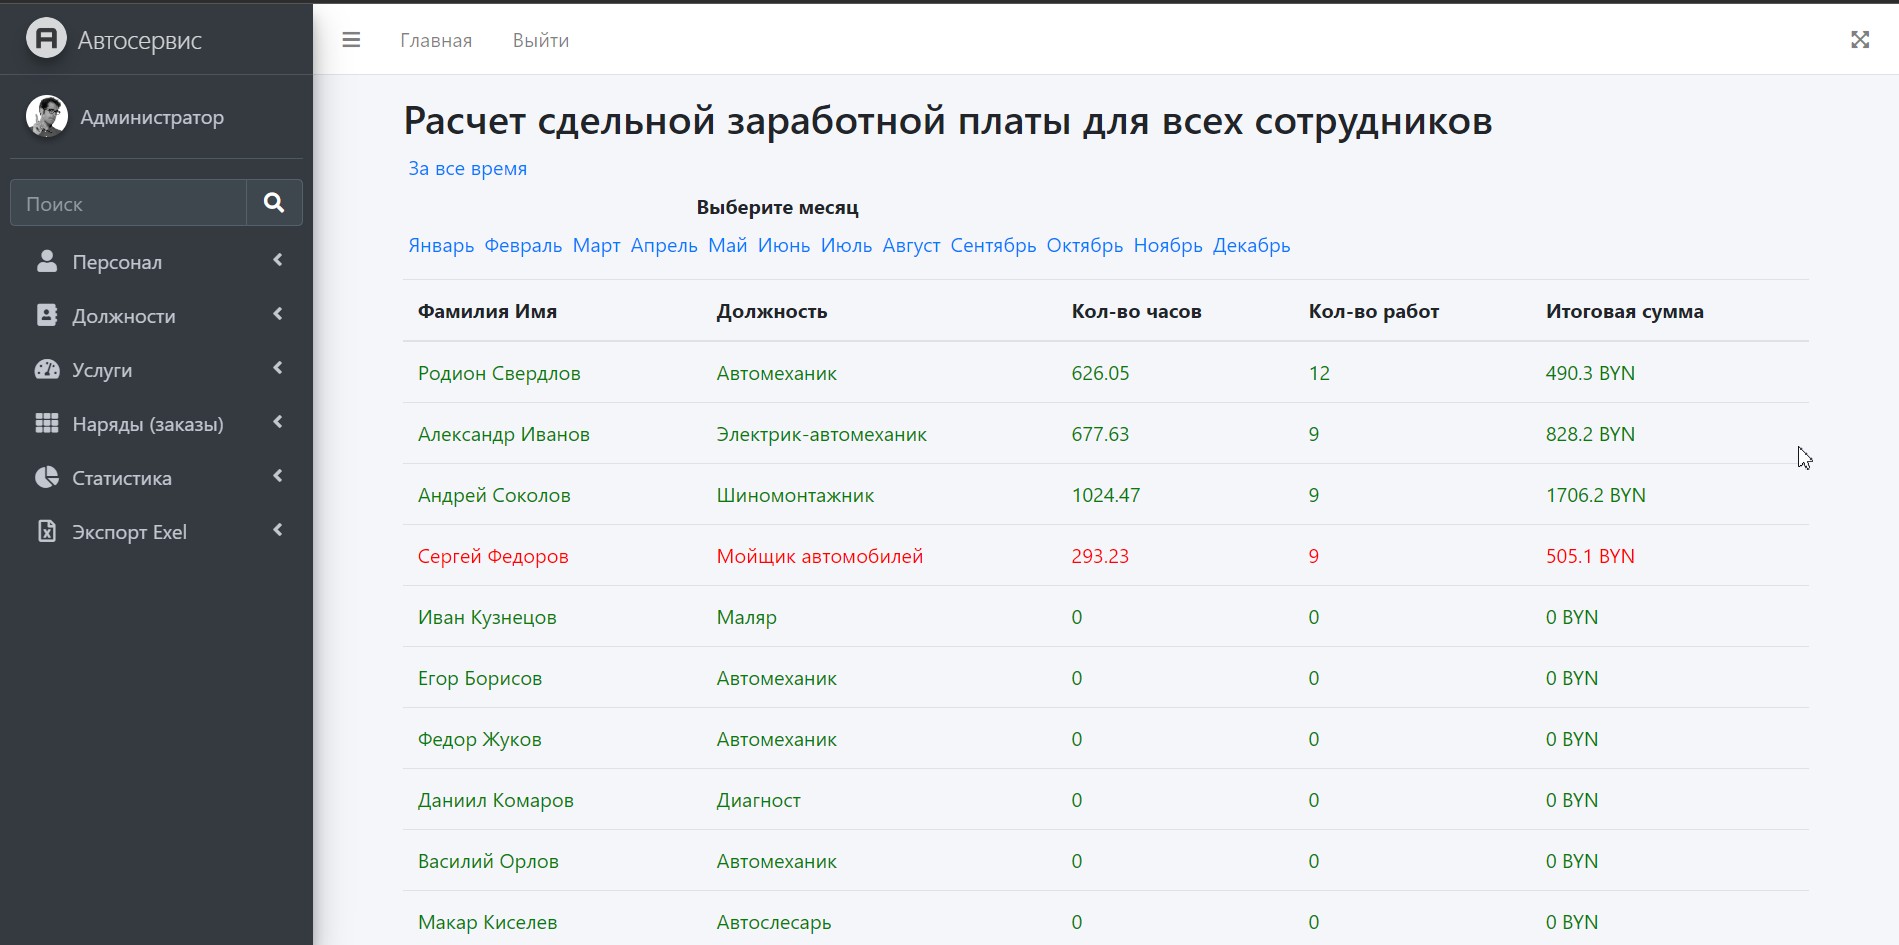 Автосервис
Главная Выйти
Администратор
Поиск
Персонал
Должности
Услуги
Наряды (заказы)
Статистика
Экспорт Exel
Расчет сдельной заработной платы для всех сотрудников
За все время
Выберите месяц
Январь Февраль Март Апрель Май Июнь Июль Август Сентябрь Октябрь Ноябрь Декабрь
Фамилия Имя Должность Кол-во часов Кол-во работ Итоговая сумма
Родион Свердлов Автомеханик 626.05 12 490.3 BYN
Александр Иванов Электрик-автомеханик 677.63 9 828.2 BYN
Андрей Соколов Шиномонтажник 1024.47 9 1706.2 BYN
Сергей Федоров Мойщик автомобилей 293.23 9 505.1 BYN
Иван Кузнецов Маляр 0 0 0 BYN
Егор Борисов Автомеханик 0 0 0 BYN
Федор Жуков Автомеханик 0 0 0 BYN
Даниил Комаров Диагност 0 0 0 BYN
Василий Орлов Автомеханик 0 0 0 BYN
Макар Киселев Автослесарь 0 0 0 BYN